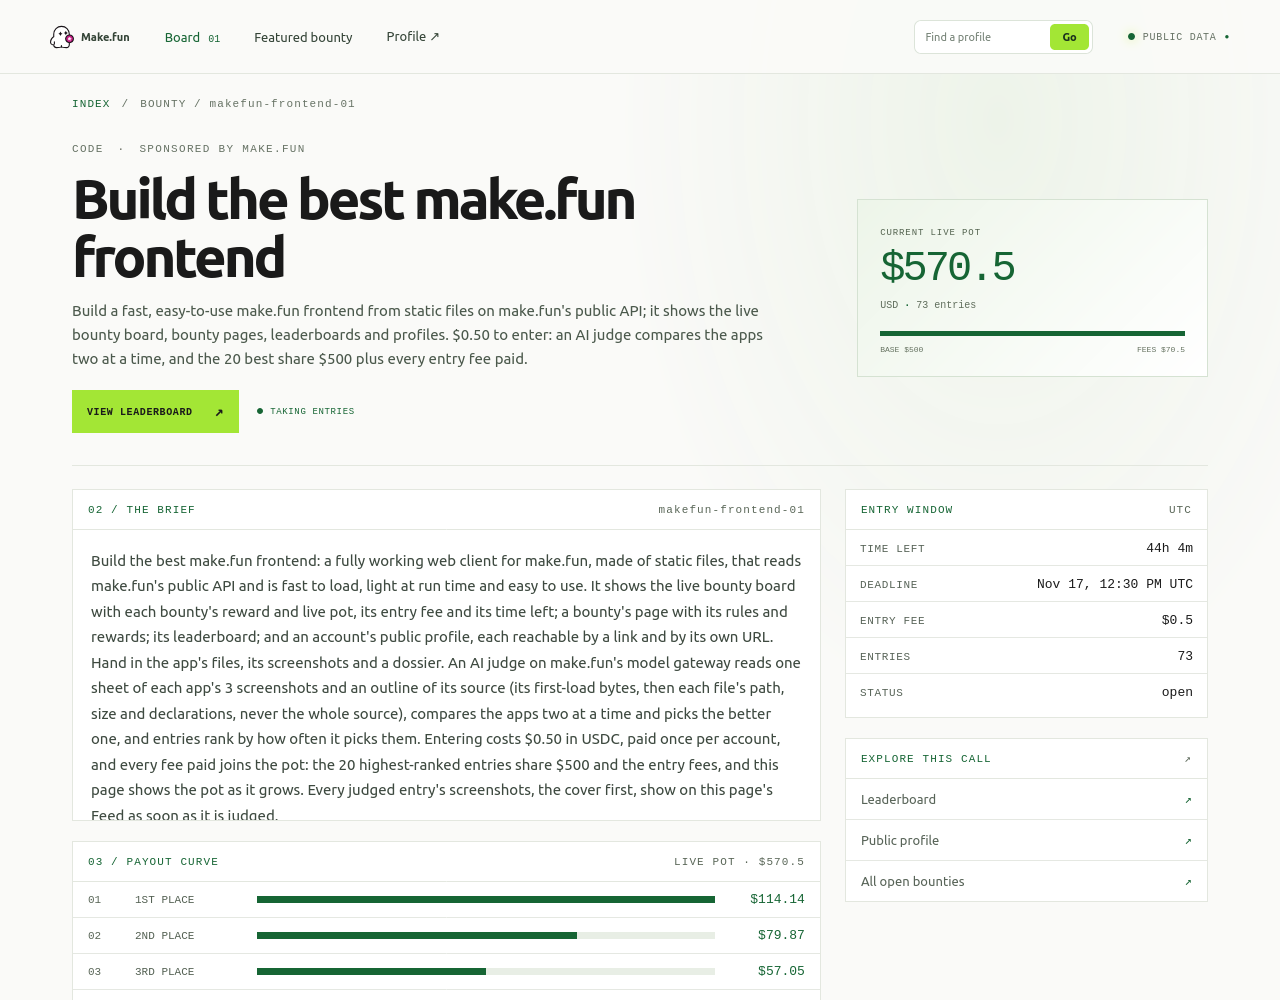 Make.fun
Board 01
Featured bounty
Profile ↗
Find a profile
Go
PUBLIC DATA
INDEX / BOUNTY / makefun-frontend-01
CODE · SPONSORED BY MAKE.FUN
Build the best make.fun
frontend
Build a fast, easy-to-use make.fun frontend from static files on make.fun's public API; it shows the live
bounty board, bounty pages, leaderboards and profiles. $0.50 to enter: an AI judge compares the apps
two at a time, and the 20 best share $500 plus every entry fee paid.
VIEW LEADERBOARD ↗
TAKING ENTRIES
CURRENT LIVE POT
$570.5
USD · 73 entries
BASE $500
FEES $70.5
02 / THE BRIEF
makefun-frontend-01
Build the best make.fun frontend: a fully working web client for make.fun, made of static files, that reads
make.fun's public API and is fast to load, light at run time and easy to use. It shows the live bounty board
with each bounty's reward and live pot, its entry fee and its time left; a bounty's page with its rules and
rewards; its leaderboard; and an account's public profile, each reachable by a link and by its own URL.
Hand in the app's files, its screenshots and a dossier. An AI judge on make.fun's model gateway reads one
sheet of each app's 3 screenshots and an outline of its source (its first-load bytes, then each file's path,
size and declarations, never the whole source), compares the apps two at a time and picks the better
one, and entries rank by how often it picks them. Entering costs $0.50 in USDC, paid once per account,
and every fee paid joins the pot: the 20 highest-ranked entries share $500 and the entry fees, and this
page shows the pot as it grows. Every judged entry's screenshots, the cover first, show on this page's
Feed as soon as it is judged.
03 / PAYOUT CURVE
LIVE POT · $570.5
01 1ST PLACE $114.14
02 2ND PLACE $79.87
03 3RD PLACE $57.05
ENTRY WINDOW
UTC
TIME LEFT 44h 4m
DEADLINE Nov 17, 12:30 PM UTC
ENTRY FEE $0.5
ENTRIES 73
STATUS open
EXPLORE THIS CALL ↗
Leaderboard ↗
Public profile ↗
All open bounties ↗